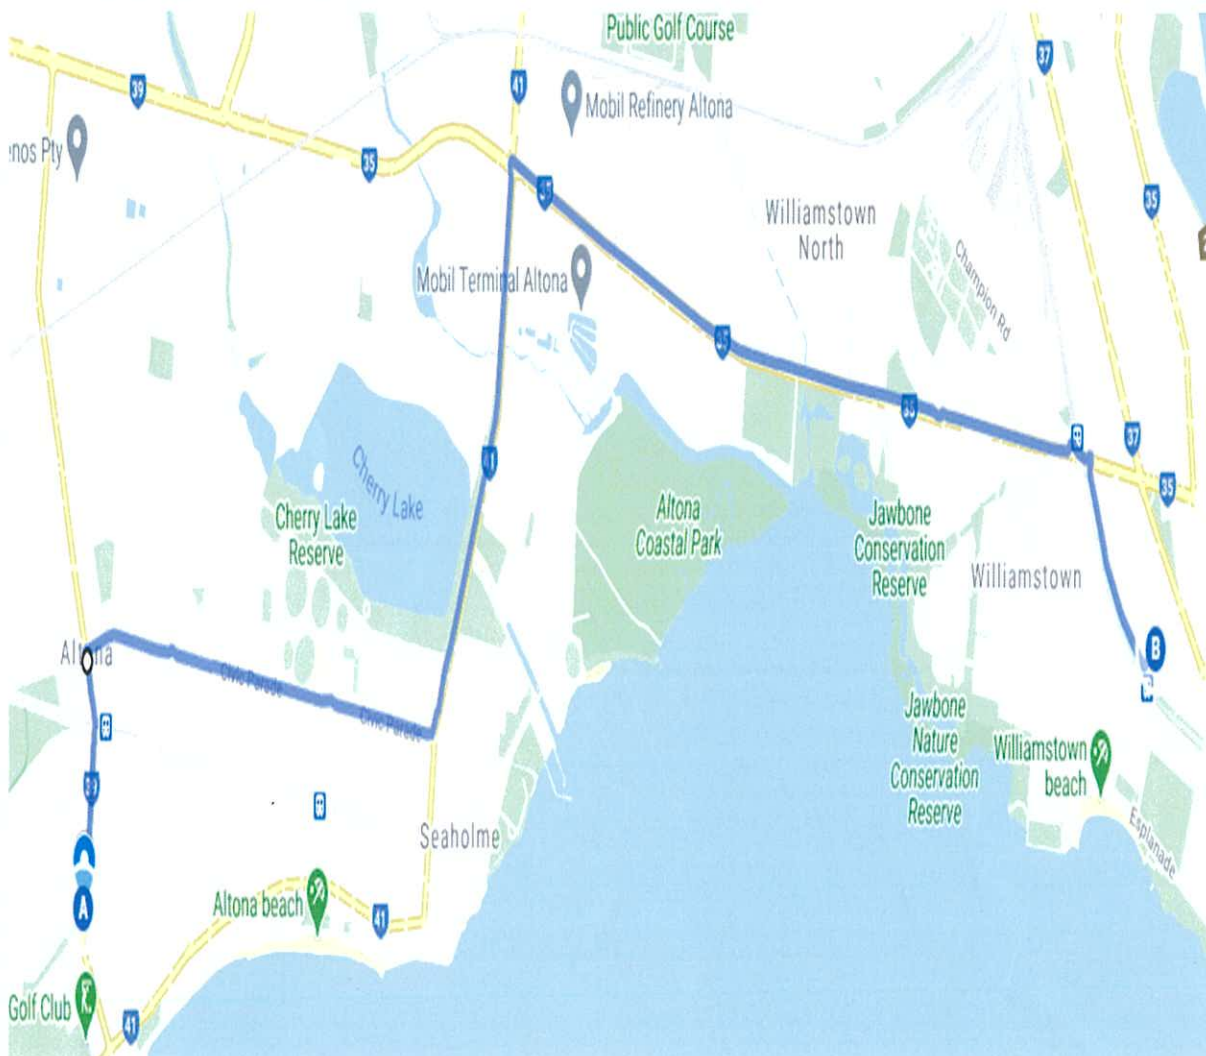 Public Golf Course
41
37
39
Mobil Refinery Altona
enos Pty
35
35
35
Williamstown
North
Champion Rd
Mobil Terminal Altona
35
35
37
41
35
Cherry Lake
Cherry Lake
Reserve
Altona
Coastal Park
Jawbone
Conservation
Reserve
Williamstown
Altona
B
Civic Parade
Civic Parade
Jawbone
Nature
Conservation
Reserve
Williamstown
beach
39
Seaholme
Esplanade
A
Altona beach
41
Golf Club
41